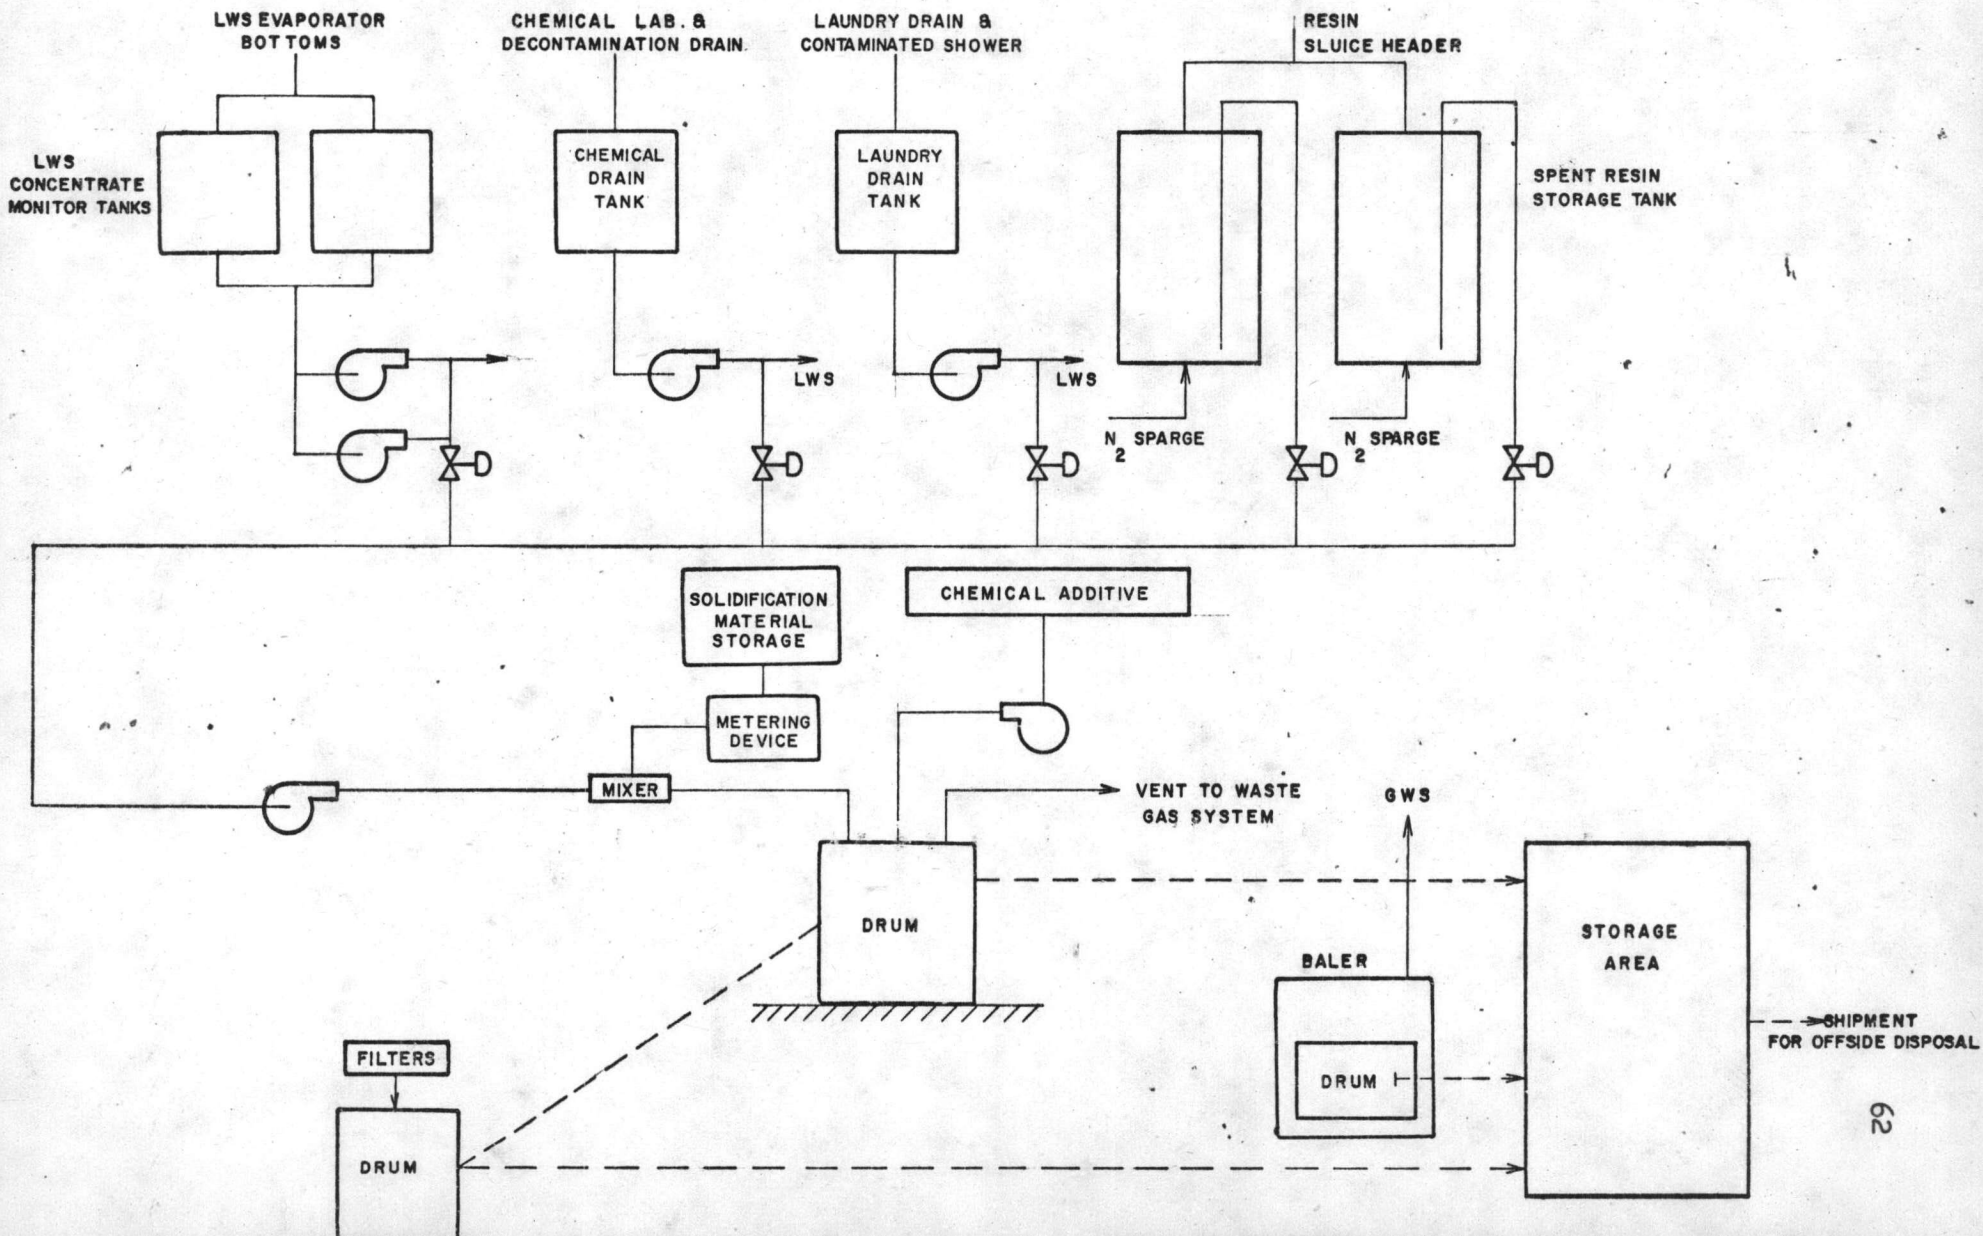 LWS EVAPORATOR
BOTTOMS
CHEMICAL LAB. &
DECONTAMINATION DRAIN.
LAUNDRY DRAIN &
CONTAMINATED SHOWER
RESIN
SLUICE HEADER
LWS
CONCENTRATE
MONITOR TANKS
CHEMICAL
DRAIN
TANK
LAUNDRY
DRAIN
TANK
SPENT RESIN
STORAGE TANK
LWS
LWS
N2 SPARGE
N2 SPARGE
SOLIDIFICATION
MATERIAL
STORAGE
CHEMICAL ADDITIVE
METERING
DEVICE
MIXER
VENT TO WASTE
GAS SYSTEM
GWS
DRUM
STORAGE
AREA
BALER
DRUM
SHIPMENT
FOR OFFSIDE DISPOSAL
FILTERS
DRUM
62